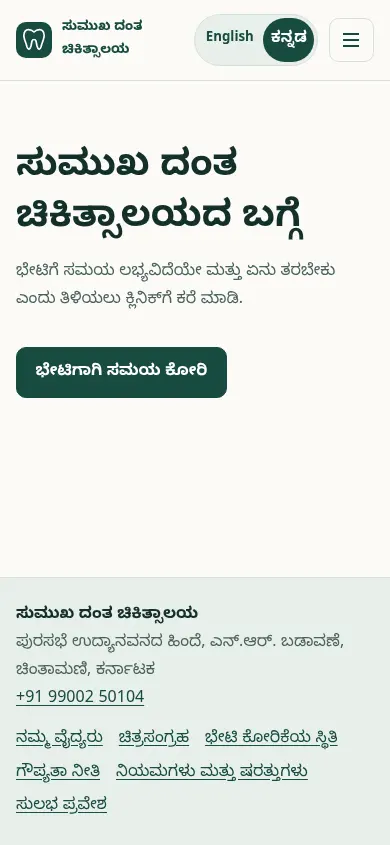 ಸುಮುಖ ದಂತ
ಚಿಕಿತ್ಸಾಲಯ
English
ಕನ್ನಡ
ಸುಮುಖ ದಂತ
ಚಿಕಿತ್ಸಾಲಯದ ಬಗ್ಗೆ
ಭೇಟಿಗೆ ಸಮಯ ಲಭ್ಯವಿದೆಯೇ ಮತ್ತು ಏನು ತರಬೇಕು
ಎಂದು ತಿಳಿಯಲು ಕ್ಲಿನಿಕ್‌ಗೆ ಕರೆ ಮಾಡಿ.
ಭೇಟಿಗಾಗಿ ಸಮಯ ಕೋರಿ
ಸುಮುಖ ದಂತ ಚಿಕಿತ್ಸಾಲಯ
ಪುರಸಭೆ ಉದ್ಯಾನವನದ ಹಿಂದೆ, ಎನ್.ಆರ್. ಬಡಾವಣೆ,
ಚಿಂತಾಮಣಿ, ಕರ್ನಾಟಕ
+91 99002 50104
ನಮ್ಮ ವೈದ್ಯರು ಚಿತ್ರಸಂಗ್ರಹ ಭೇಟಿ ಕೋರಿಕೆಯ ಸ್ಥಿತಿ
ಗೌಪ್ಯತಾ ನೀತಿ ನಿಯಮಗಳು ಮತ್ತು ಷರತ್ತುಗಳು
ಸುಲಭ ಪ್ರವೇಶ